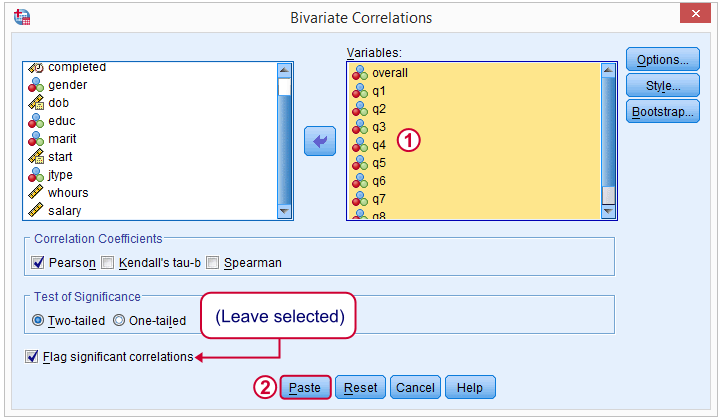 Bivariate Correlations
completed
gender
dob
educ
marit
start
jtype
whours
salary
Variables:
overall
q1
q2
q3
q4
q5
q6
q7
q8
1
Options...
Style...
Bootstrap...
Correlation Coefficients
Pearson Kendall's tau-b Spearman
Test of Significance
Two-tailed One-tailed
(Leave selected)
Flag significant correlations
2 Paste Reset Cancel Help